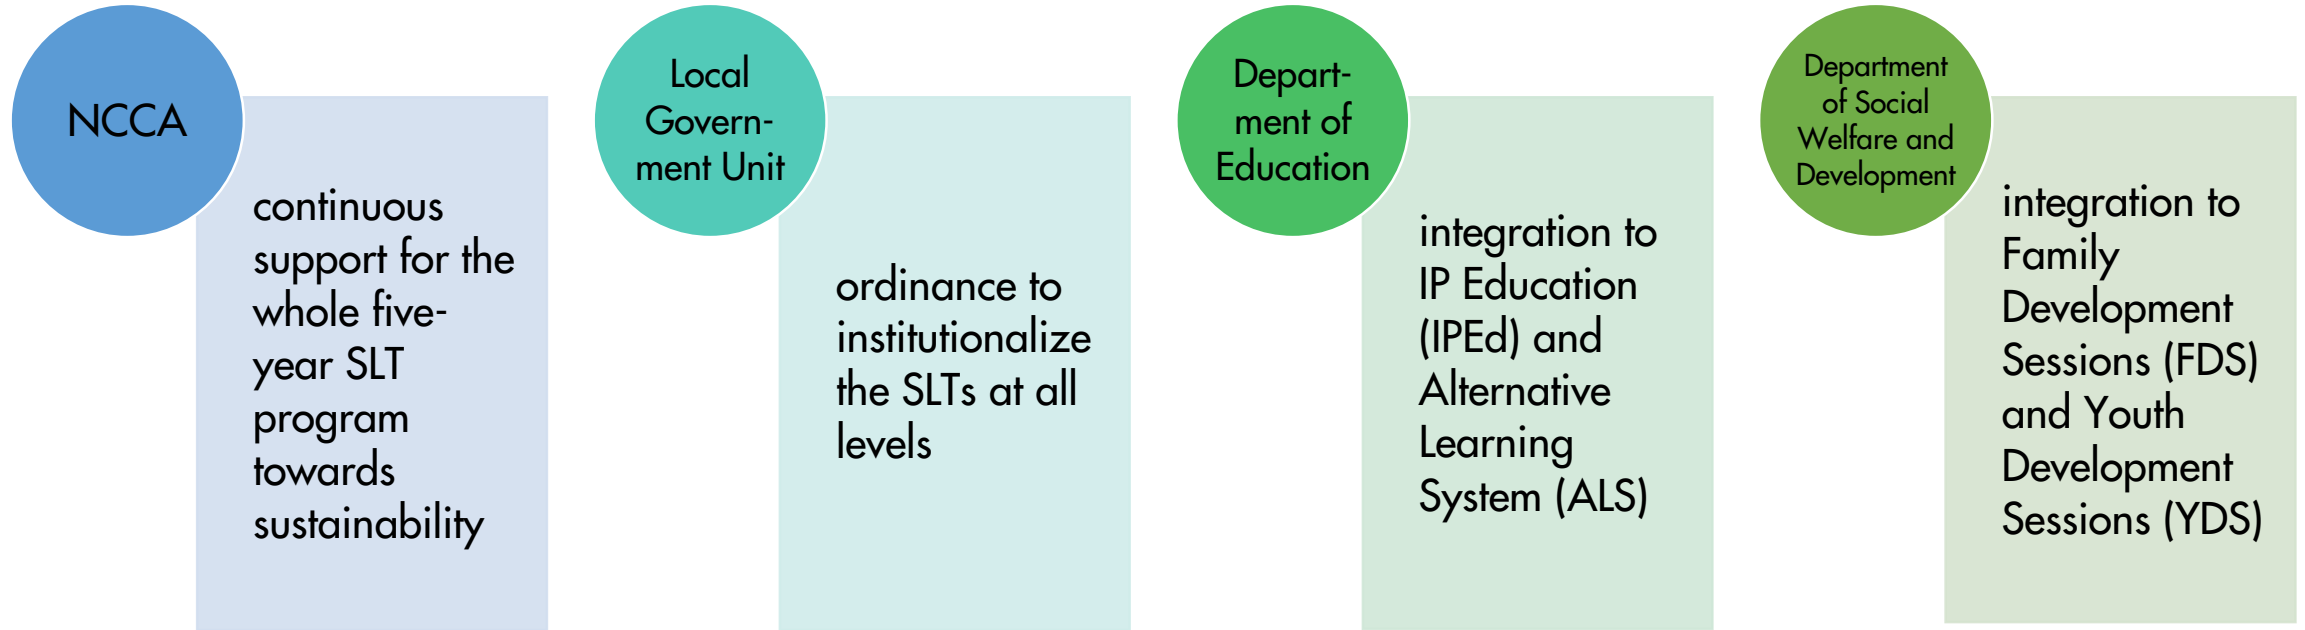 NCCA
continuous
support for the
whole five-
year SLT
program
towards
sustainability
Local
Govern-
ment Unit
ordinance to
institutionalize
the SLTs at all
levels
Depart-
ment of
Education
integration to
IP Education
(IPEd) and
Alternative
Learning
System (ALS)
Department
of Social
Welfare and
Development
integration to
Family
Development
Sessions (FDS)
and Youth
Development
Sessions (YDS)